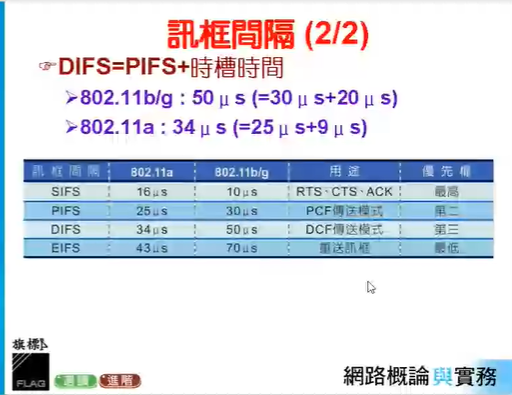 訊框間隔 (2/2)
☞DIFS=PIFS+時槽時間
➢802.11b/g : 50 μ s (=30 μ s+20 μ s)
➢802.11a : 34 μ s (=25 μ s+9 μ s)
訊框間隔 802.11a 802.11b/g 用途 優先權
SIFS 16μs 10μs RTS、CTS、ACK 最高
PIFS 25μs 30μs PCF傳送模式 第二
DIFS 34μs 50μs DCF傳送模式 第三
EIFS 43μs 70μs 重送訊框 最低
旗標
FLAG
選讀 進階
網路概論與實務